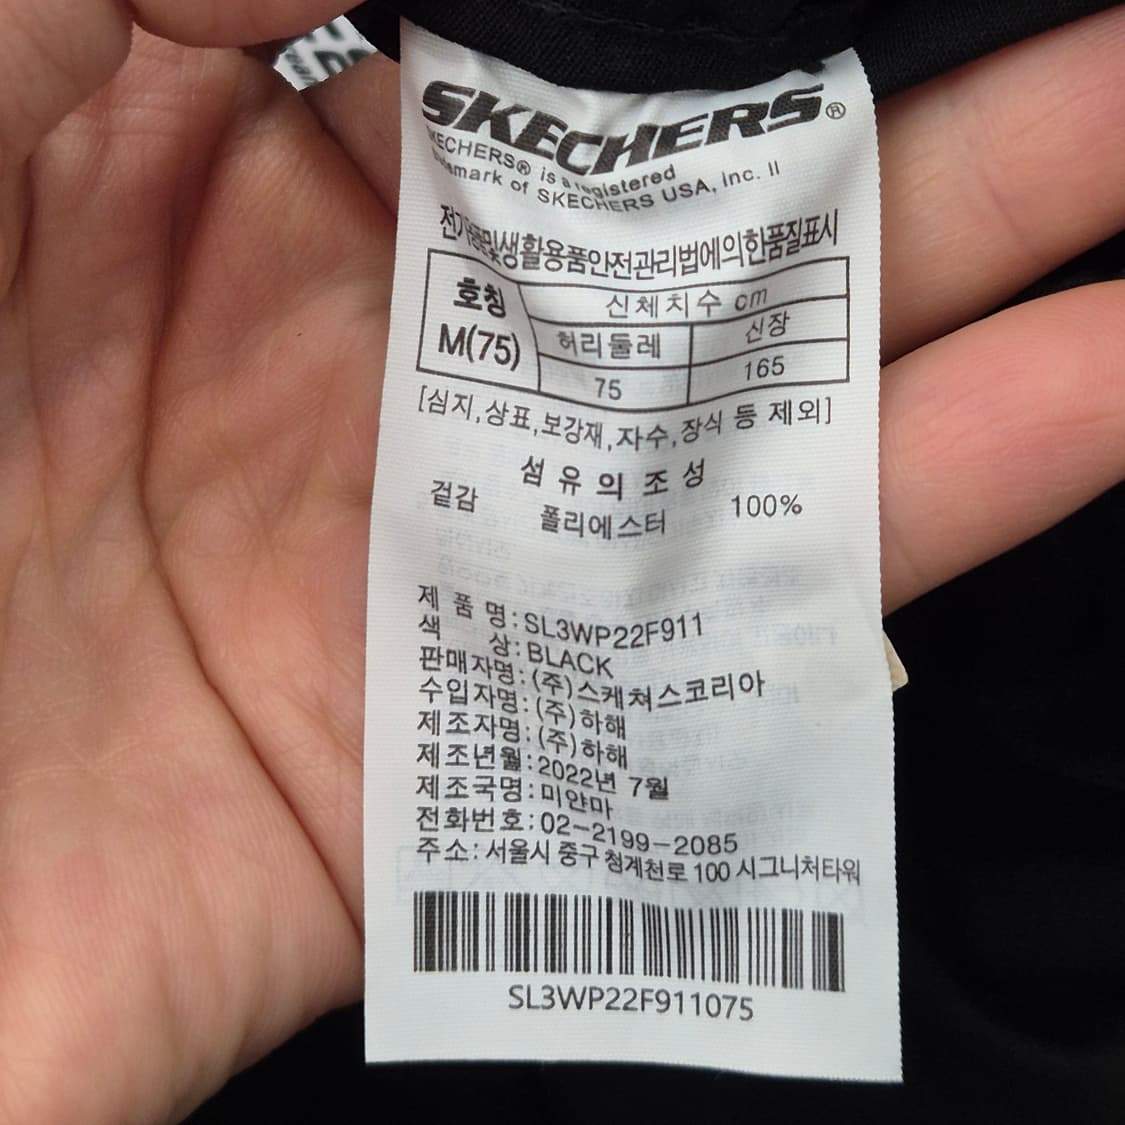 SKECHERS®
SKECHERS® is a registered
trademark of SKECHERS USA, Inc. II
전기용품및생활용품안전관리법에의한품질표시
호칭 신체치수 cm
M(75) 허리둘레 신장
75 165
[심지,상표,보강재,자수,장식 등 제외]
섬유의조성
겉감 폴리에스터 100%
제 품 명:SL3WP22F911
색 상:BLACK
판매자명:(주)스케쳐스코리아
수입자명:(주)하해
제조자명:(주)하해
제조년월:2022년 7월
제조국명:미얀마
전화번호:02-2199-2085
주소:서울시 중구 청계천로 100 시그니처타워
SL3WP22F911075